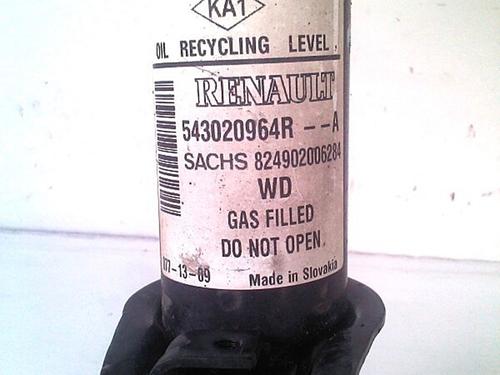 KA1
OIL RECYCLING LEVEL
RENAULT
543020964R --A
SACHS 824902006284
WD
GAS FILLED
DO NOT OPEN
07-13-09
Made in Slovakia